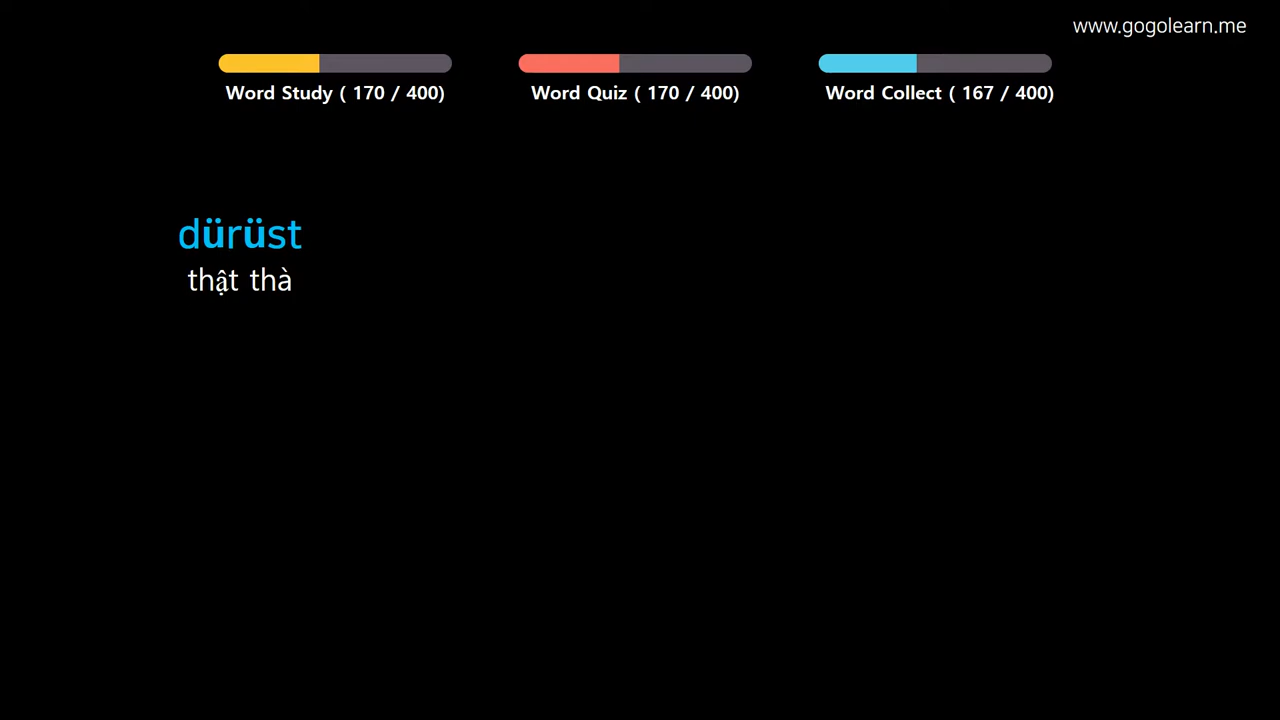 www.gogolearn.me
Word Study ( 170 / 400)
Word Quiz ( 170 / 400)
Word Collect ( 167 / 400)
dürüst
thật thà